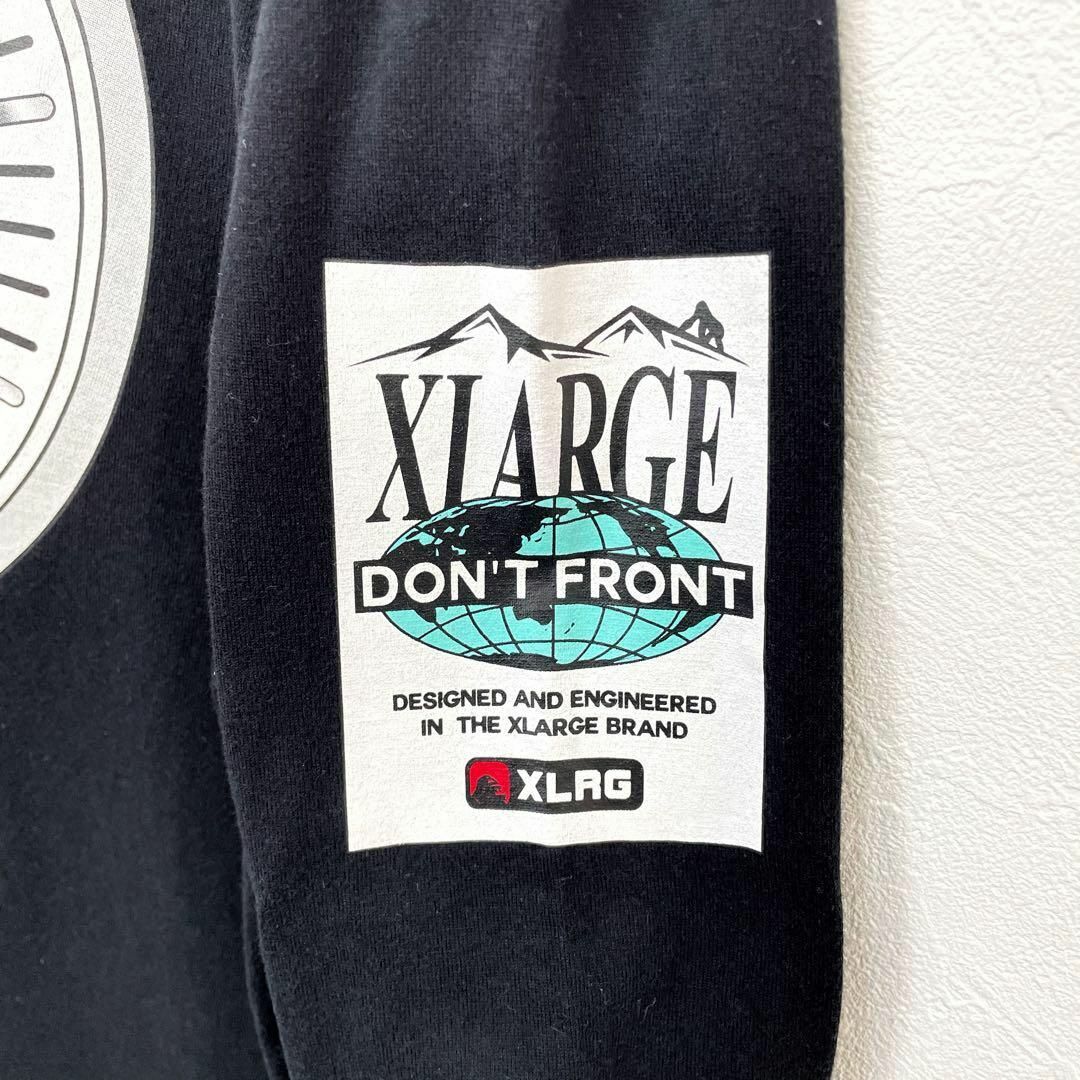 XLARGE
DON'T FRONT
DESIGNED AND ENGINEERED
IN THE XLARGE BRAND
XLRG